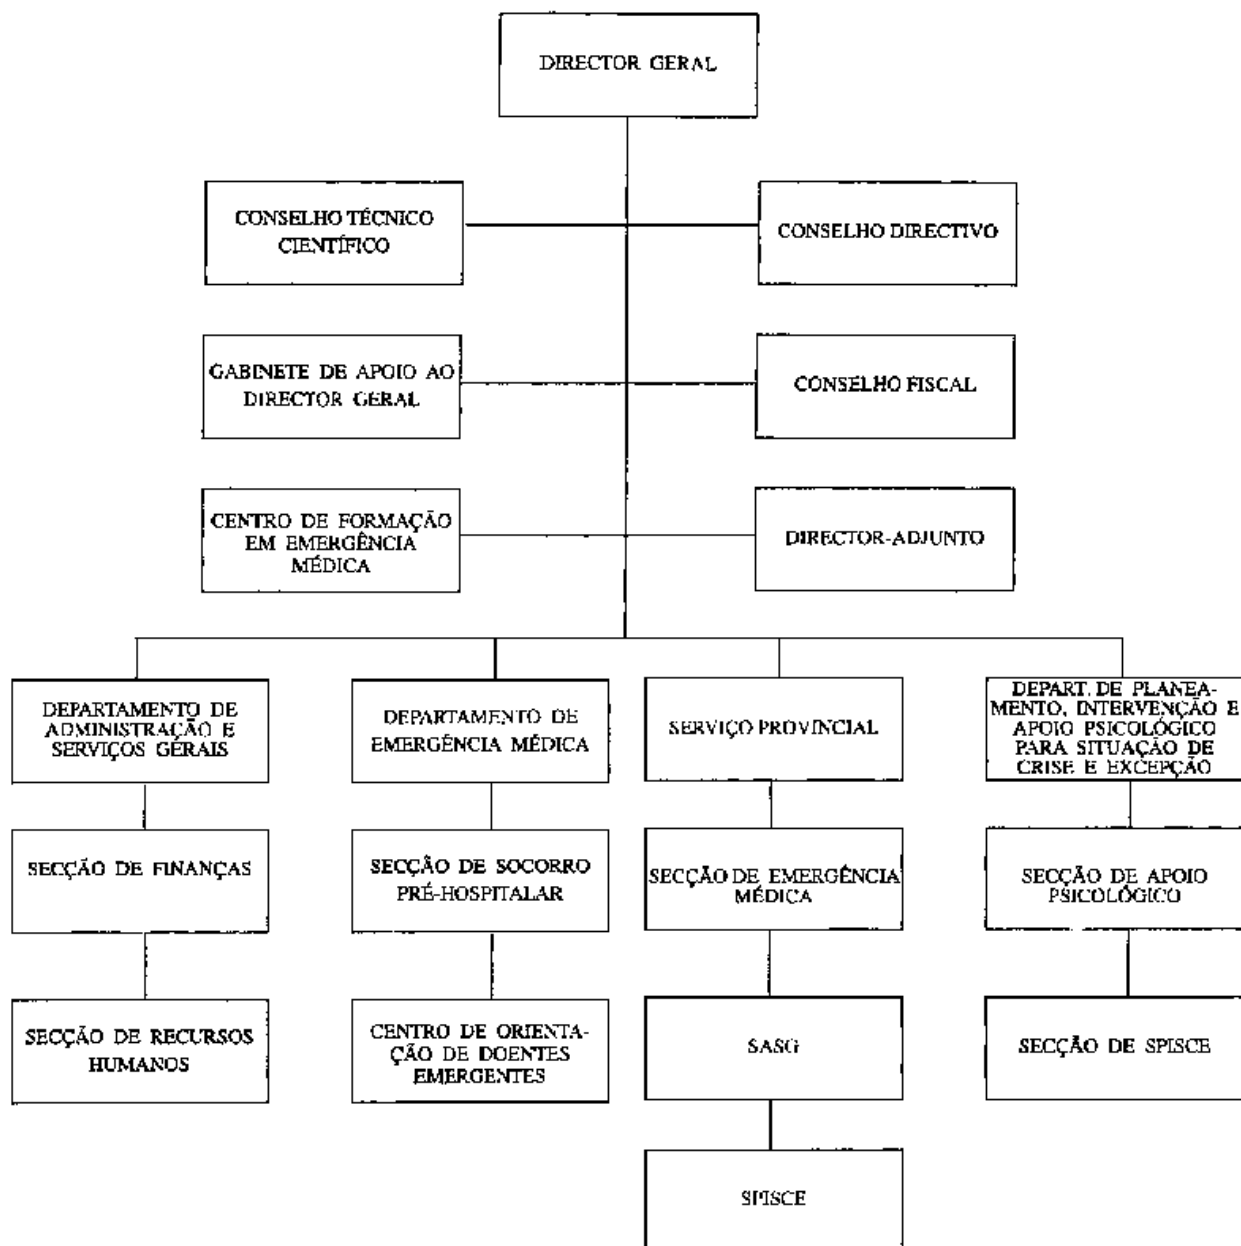 DIRECTOR GERAL
CONSELHO TÉCNICO
CIENTÍFICO
CONSELHO DIRECTIVO
GABINETE DE APOIO AO
DIRECTOR GERAL
CONSELHO FISCAL
CENTRO DE FORMAÇÃO
EM EMERGÊNCIA
MÉDICA
DIRECTOR-ADJUNTO
DEPARTAMENTO DE
ADMINISTRAÇÃO E
SERVIÇOS GERAIS
DEPARTAMENTO DE
EMERGÊNCIA MÉDICA
SERVIÇO PROVINCIAL
DEPART. DE PLANEA-
MENTO, INTERVENÇÃO E
APOIO PSICOLÓGICO
PARA SITUAÇÃO DE
CRISE E EXCEPÇÃO
SECÇÃO DE FINANÇAS
SECÇÃO DE SOCORRO
PRÉ-HOSPITALAR
SECÇÃO DE EMERGÊNCIA
MÉDICA
SECÇÃO DE APOIO
PSICOLÓGICO
SECÇÃO DE RECURSOS
HUMANOS
CENTRO DE ORIENTA-
ÇÃO DE DOENTES
EMERGENTES
SASG
SECÇÃO DE SPISCE
SPISCE